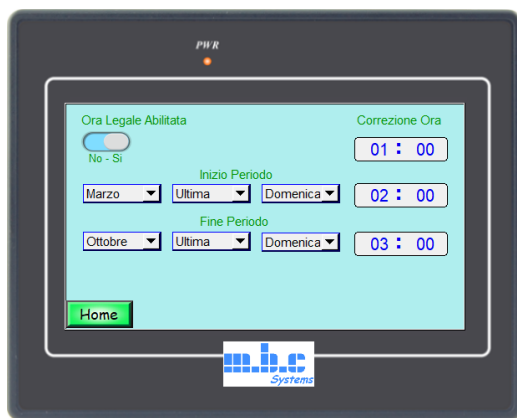 PWR
Ora Legale Abilitata
Correzione Ora
No - Si
01 : 00
Inizio Periodo
Marzo Ultima Domenica 02 : 00
Fine Periodo
Ottobre Ultima Domenica 03 : 00
Home
m.b.c
Systems